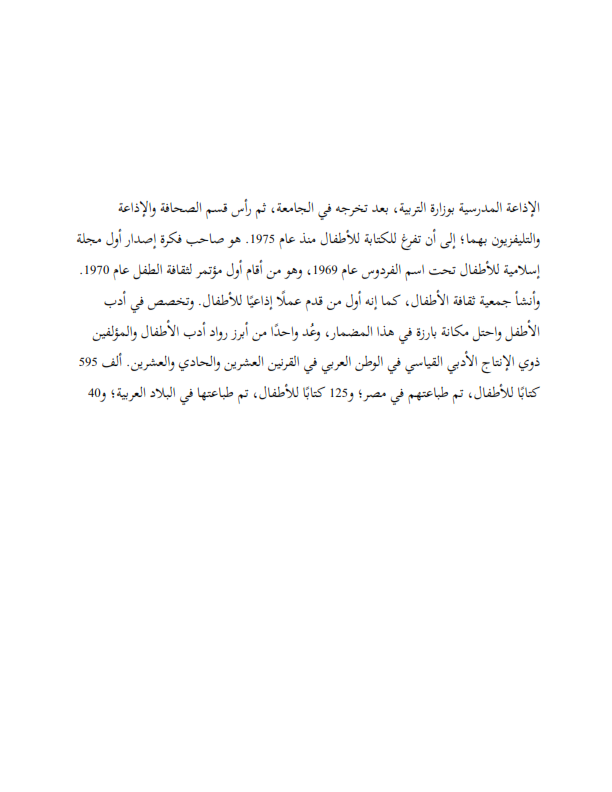 الإذاعة المدرسية بوزارة التربية، بعد تخرجه في الجامعة، ثم رأس قسم الصحافة والإذاعة
والتليفزيون بهما؛ إلى أن تفرغ للكتابة للأطفال منذ عام 1975. هو صاحب فكرة إصدار أول مجلة
إسلامية للأطفال تحت اسم الفردوس عام 1969، وهو من أقام أول مؤتمر لثقافة الطفل عام 1970.
وأنشأ جمعية ثقافة الأطفال، كما إنه أول من قدم عملًا إذاعيًا للأطفال. وتخصص في أدب
الأطفل واحتل مكانة بارزة في هذا المضمار، وعُد واحدًا من أبرز رواد أدب الأطفال والمؤلفين
ذوي الإنتاج الأدبي القياسي في الوطن العربي في القرنين العشرين والحادي والعشرين. ألف 595
كتابًا للأطفال، تم طباعتهم في مصر؛ و125 كتابًا للأطفال، تم طباعتها في البلاد العربية؛ و40